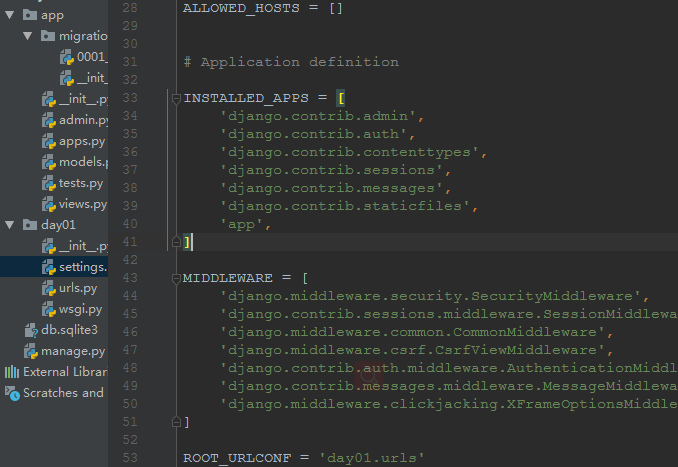 app
migration
0001_
__init_
__init__.py
admin.py
apps.py
models.p
tests.py
views.py
day01
__init__.py
settings.
urls.py
wsgi.py
db.sqlite3
manage.py
External Librar
Scratches and
28 ALLOWED_HOSTS = []
29
30
31 # Application definition
32
33 INSTALLED_APPS = [
34 'django.contrib.admin',
35 'django.contrib.auth',
36 'django.contrib.contenttypes',
37 'django.contrib.sessions',
38 'django.contrib.messages',
39 'django.contrib.staticfiles',
40 'app',
41 ]
42
43 MIDDLEWARE = [
44 'django.middleware.security.SecurityMiddleware',
45 'django.contrib.sessions.middleware.SessionMiddlewa
46 'django.middleware.common.CommonMiddleware',
47 'django.middleware.csrf.CsrfViewMiddleware',
48 'django.contrib.auth.middleware.AuthenticationMiddl
49 'django.contrib.messages.middleware.MessageMiddlewa
50 'django.middleware.clickjacking.XFrameOptionsMiddle
51 ]
52
53 ROOT_URLCONF = 'day01.urls'